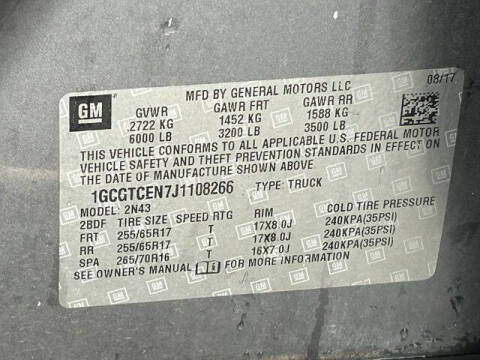 GM
MFD BY GENERAL MOTORS LLC 08/17
GVWR GAWR FRT GAWR RR
2722 KG 1452 KG 1588 KG
6000 LB 3200 LB 3500 LB
THIS VEHICLE CONFORMS TO ALL APPLICABLE U.S. FEDERAL MOTOR
VEHICLE SAFETY AND THEFT PREVENTION STANDARDS IN EFFECT ON
THE DATE OF MANUFACTURE SHOWN ABOVE.
1GCGTCEN7J1108266 TYPE: TRUCK
MODEL: 2N43
2BDF TIRE SIZE SPEED RTG RIM COLD TIRE PRESSURE
FRT 255/65R17 T 17X8.0J 240KPA(35PSI)
RR 255/65R17 T 17X8.0J 240KPA(35PSI)
SPA 265/70R16 T 16X7.0J 240KPA(35PSI)
SEE OWNER'S MANUAL FOR MORE INFORMATION